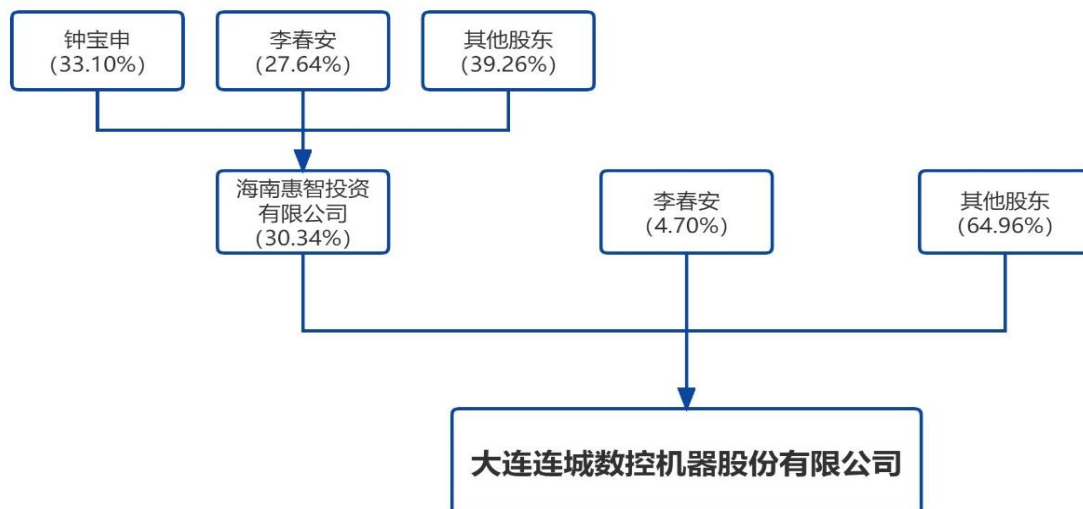 钟宝申
（33.10%）
李春安
（27.64%）
其他股东
（39.26%）
海南惠智投资
有限公司
（30.34%）
李春安
（4.70%）
其他股东
（64.96%）
大连连城数控机器股份有限公司